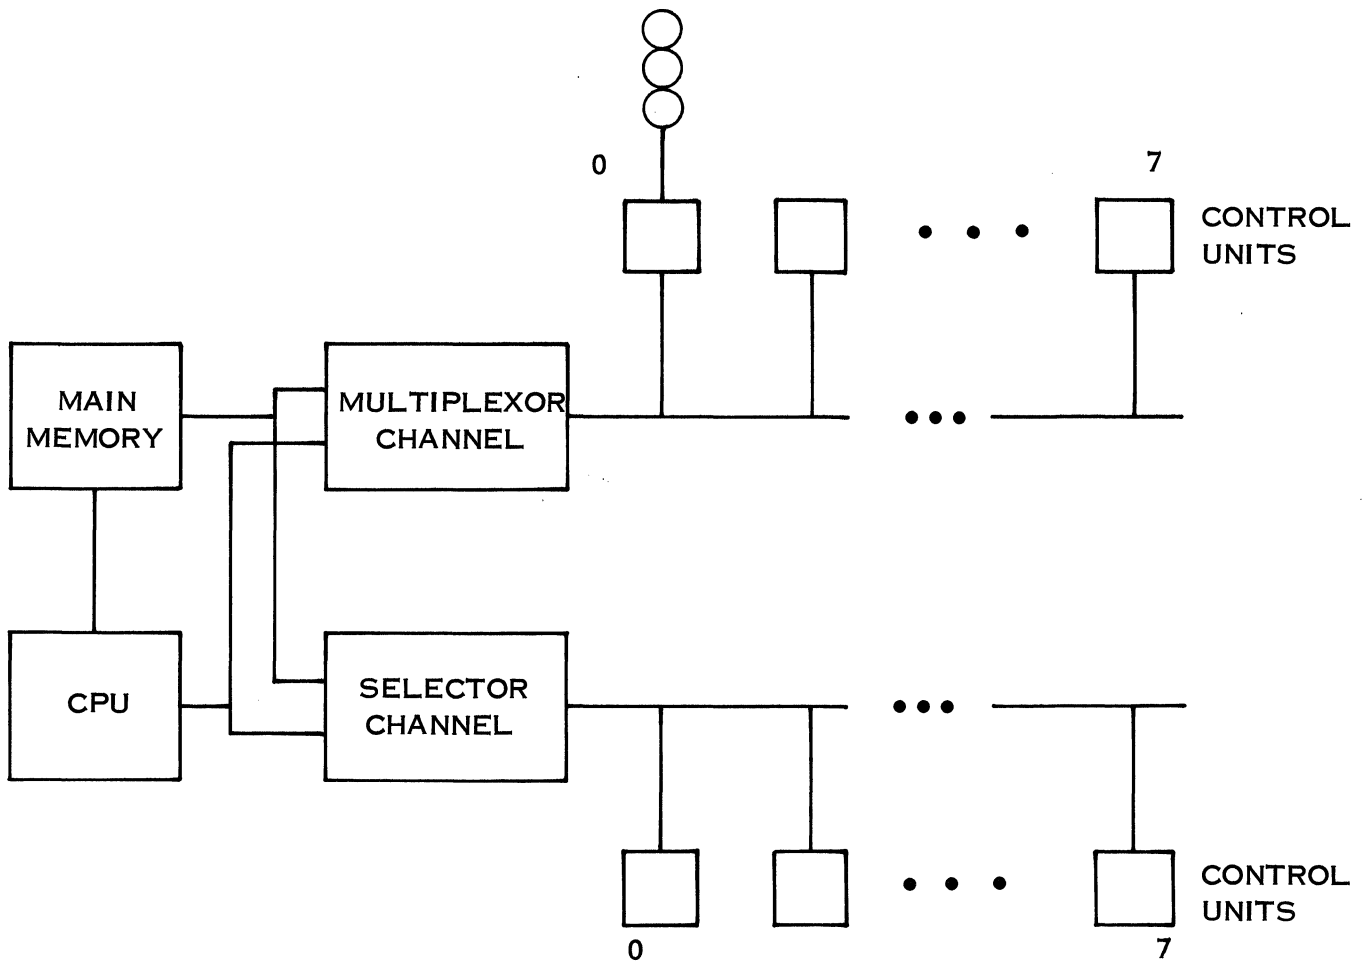 0
7
CONTROL
UNITS
MAIN
MEMORY
MULTIPLEXOR
CHANNEL
CPU
SELECTOR
CHANNEL
CONTROL
UNITS
0
7